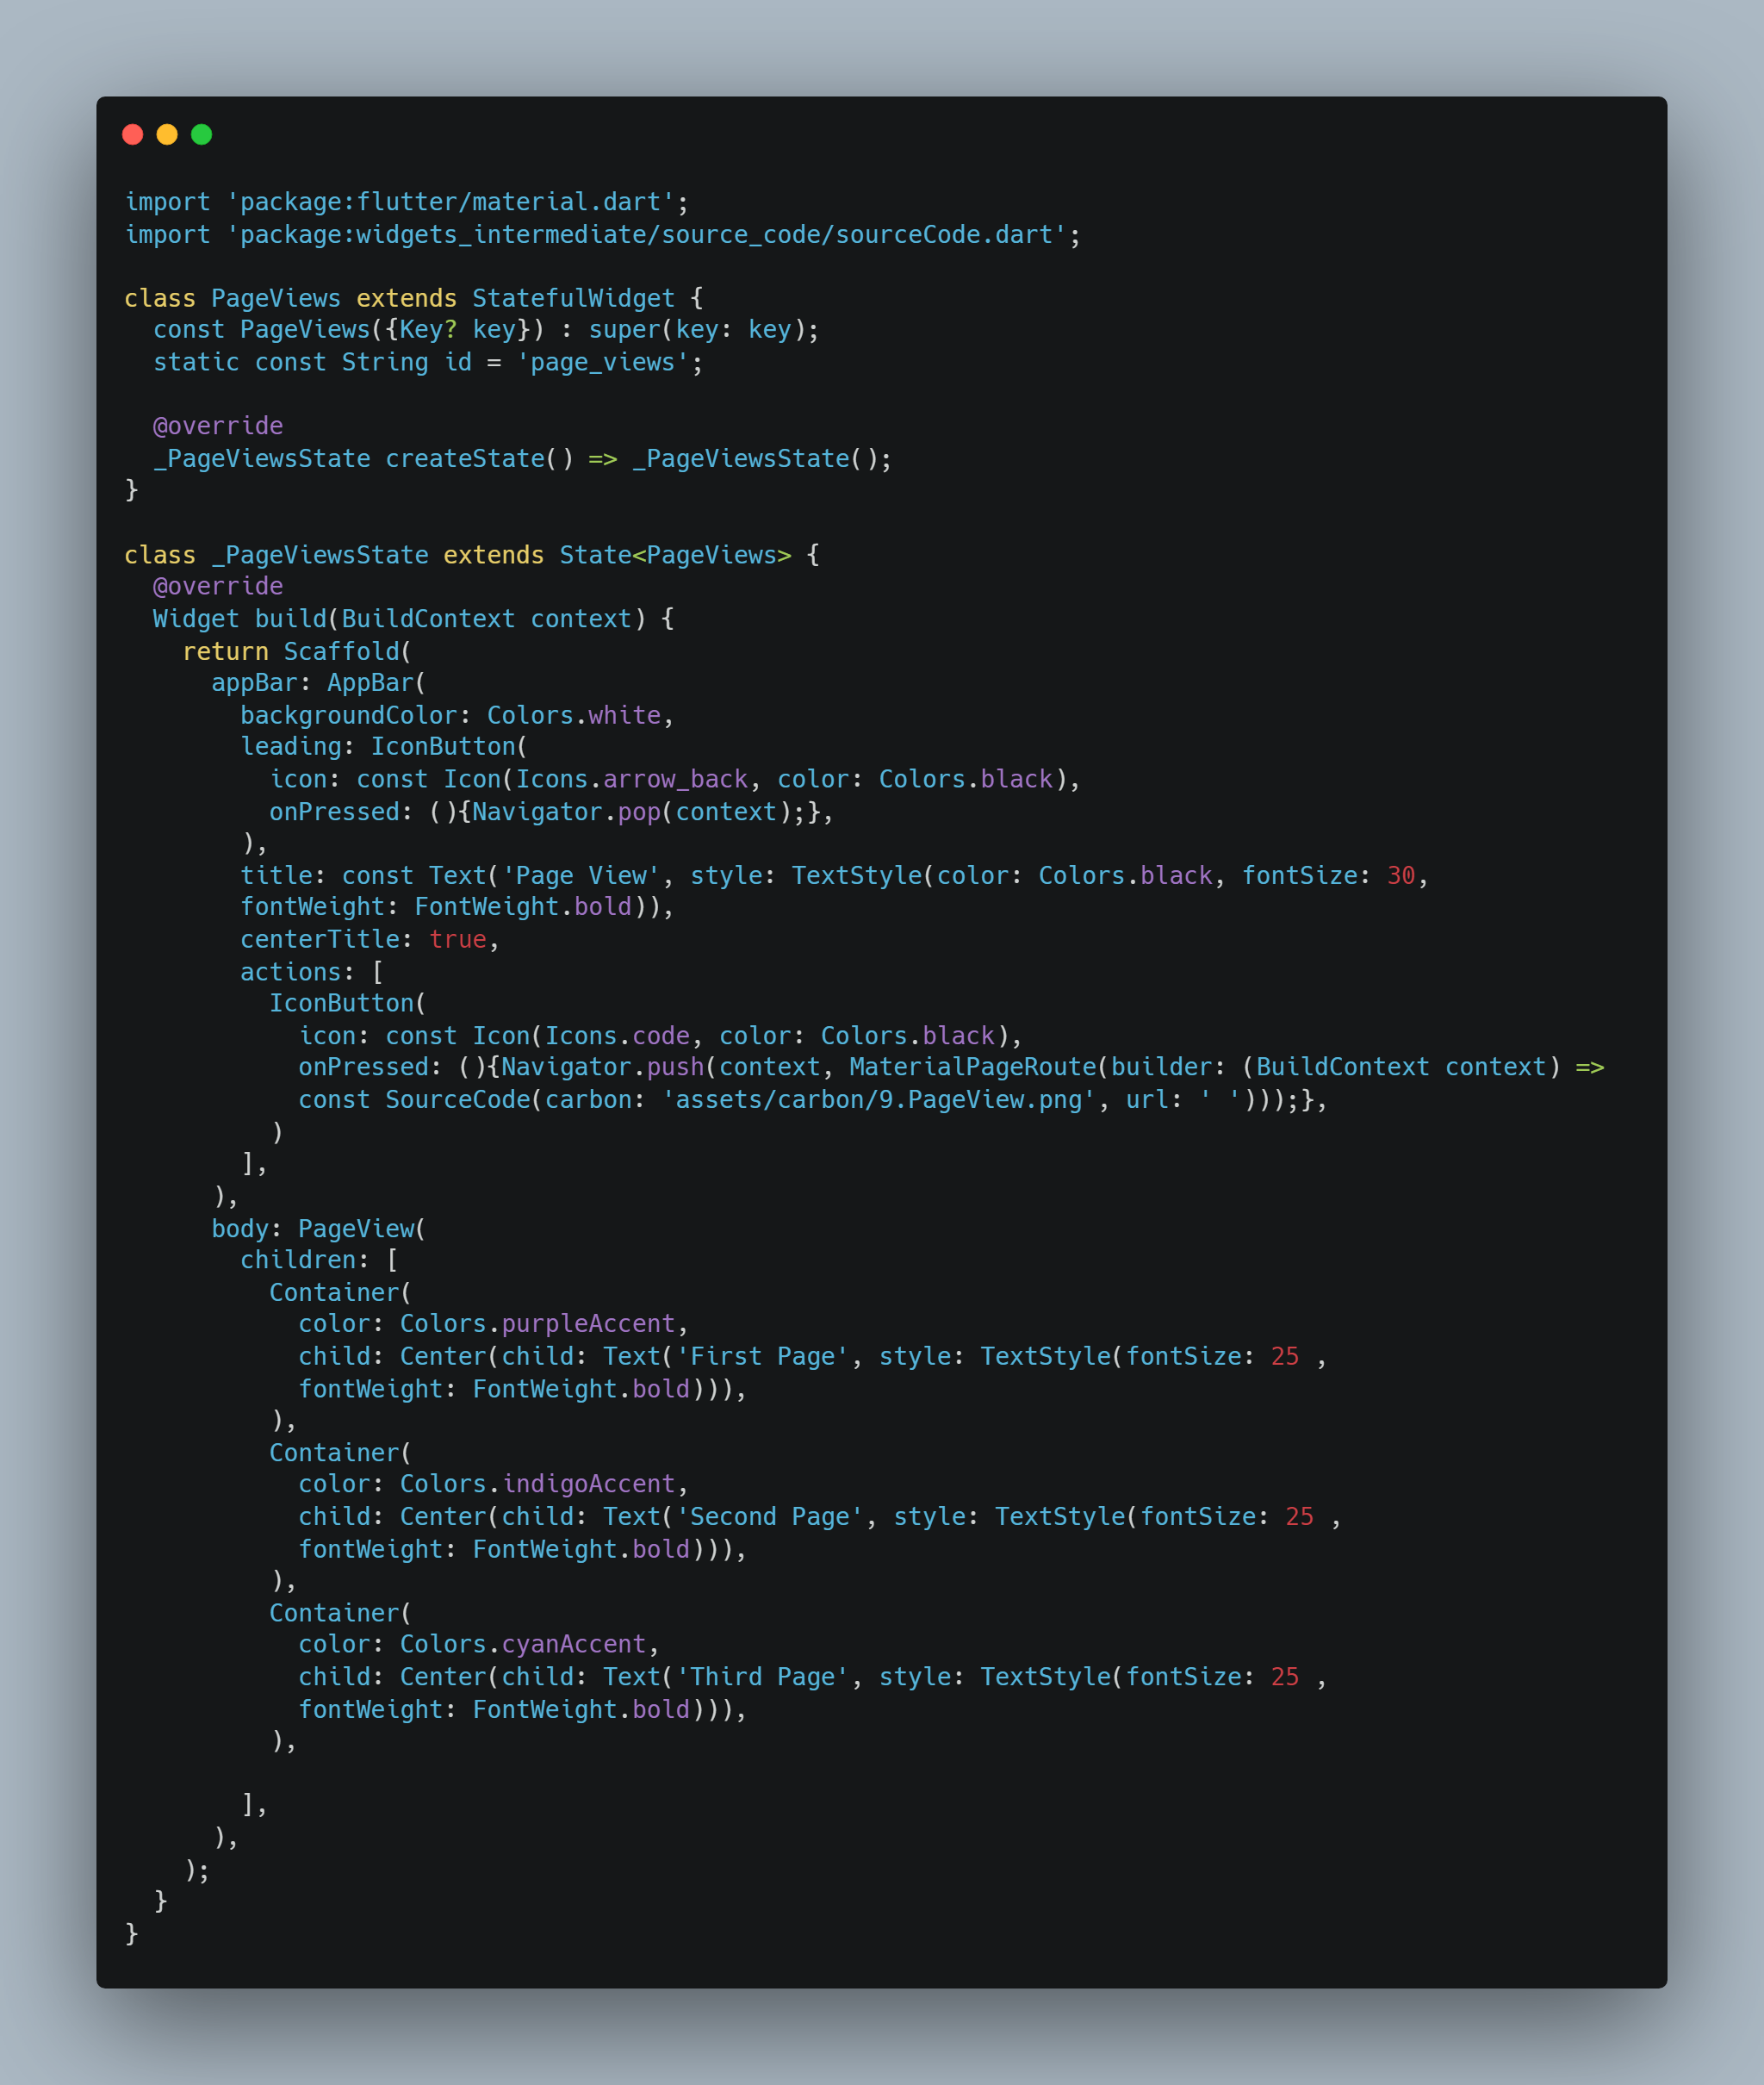 import 'package:flutter/material.dart';
import 'package:widgets_intermediate/source_code/sourceCode.dart';

class PageViews extends StatefulWidget {
  const PageViews({Key? key}) : super(key: key);
  static const String id = 'page_views';

  @override
  _PageViewsState createState() => _PageViewsState();
}

class _PageViewsState extends State<PageViews> {
  @override
  Widget build(BuildContext context) {
    return Scaffold(
      appBar: AppBar(
        backgroundColor: Colors.white,
        leading: IconButton(
          icon: const Icon(Icons.arrow_back, color: Colors.black),
          onPressed: (){Navigator.pop(context);},
        ),
        title: const Text('Page View', style: TextStyle(color: Colors.black, fontSize: 30,
        fontWeight: FontWeight.bold)),
        centerTitle: true,
        actions: [
          IconButton(
            icon: const Icon(Icons.code, color: Colors.black),
            onPressed: (){Navigator.push(context, MaterialPageRoute(builder: (BuildContext context) =>
            const SourceCode(carbon: 'assets/carbon/9.PageView.png', url: ' ')));},
          )
        ],
      ),
      body: PageView(
        children: [
          Container(
            color: Colors.purpleAccent,
            child: Center(child: Text('First Page', style: TextStyle(fontSize: 25 ,
            fontWeight: FontWeight.bold))),
          ),
          Container(
            color: Colors.indigoAccent,
            child: Center(child: Text('Second Page', style: TextStyle(fontSize: 25 ,
            fontWeight: FontWeight.bold))),
          ),
          Container(
            color: Colors.cyanAccent,
            child: Center(child: Text('Third Page', style: TextStyle(fontSize: 25 ,
            fontWeight: FontWeight.bold))),
          ),

        ],
      ),
    );
  }
}